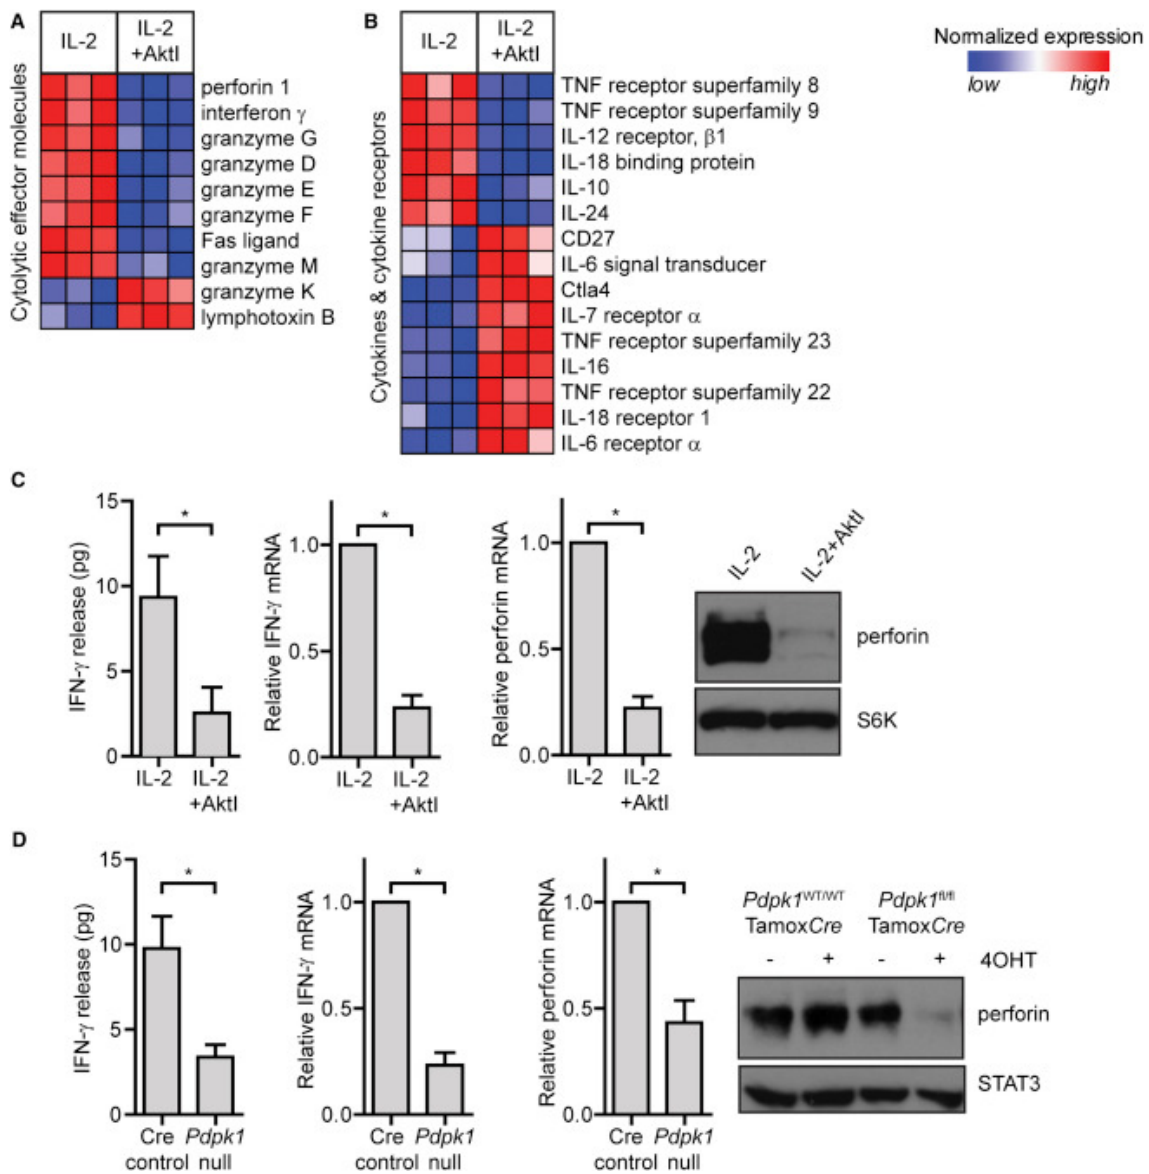 A
IL-2
IL-2
+AktI
Cytolytic effector molecules
perforin 1
interferon γ
granzyme G
granzyme D
granzyme E
granzyme F
Fas ligand
granzyme M
granzyme K
lymphotoxin B
B
IL-2
IL-2
+AktI
Cytokines & cytokine receptors
TNF receptor superfamily 8
TNF receptor superfamily 9
IL-12 receptor, β1
IL-18 binding protein
IL-10
IL-24
CD27
IL-6 signal transducer
Ctla4
IL-7 receptor α
TNF receptor superfamily 23
IL-16
TNF receptor superfamily 22
IL-18 receptor 1
IL-6 receptor α
Normalized expression
low high
C
IFN-γ release (pg)
15
10
5
0
*
IL-2 IL-2
+AktI
Relative IFN-γ mRNA
1.0
0.5
0.0
*
IL-2 IL-2
+AktI
Relative perforin mRNA
1.0
0.5
0.0
*
IL-2 IL-2
+AktI
IL-2 IL-2+AktI
perforin
S6K
D
IFN-γ release (pg)
15
10
5
0
*
Cre Pdpk1
control null
Relative IFN-γ mRNA
1.0
0.5
0.0
*
Cre Pdpk1
control null
Relative perforin mRNA
1.0
0.5
0.0
*
Cre Pdpk1
control null
Pdpk1WT/WT Pdpk1fl/fl
TamoxCre TamoxCre
- + - + 4OHT
perforin
STAT3